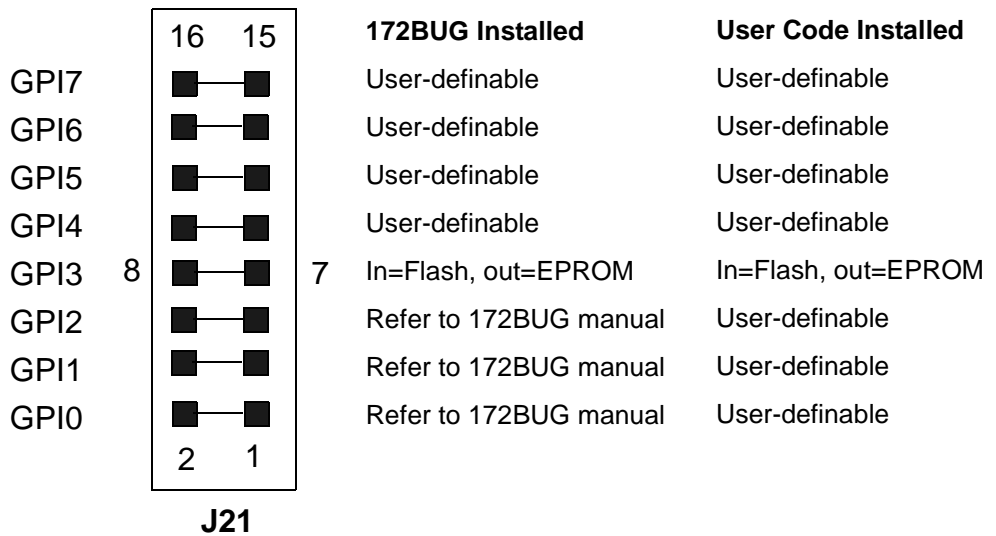 16 15 172BUG Installed User Code Installed
GPI7 User-definable User-definable
GPI6 User-definable User-definable
GPI5 User-definable User-definable
GPI4 User-definable User-definable
GPI3 8 7 In=Flash, out=EPROM In=Flash, out=EPROM
GPI2 Refer to 172BUG manual User-definable
GPI1 Refer to 172BUG manual User-definable
GPI0 Refer to 172BUG manual User-definable
2 1
J21